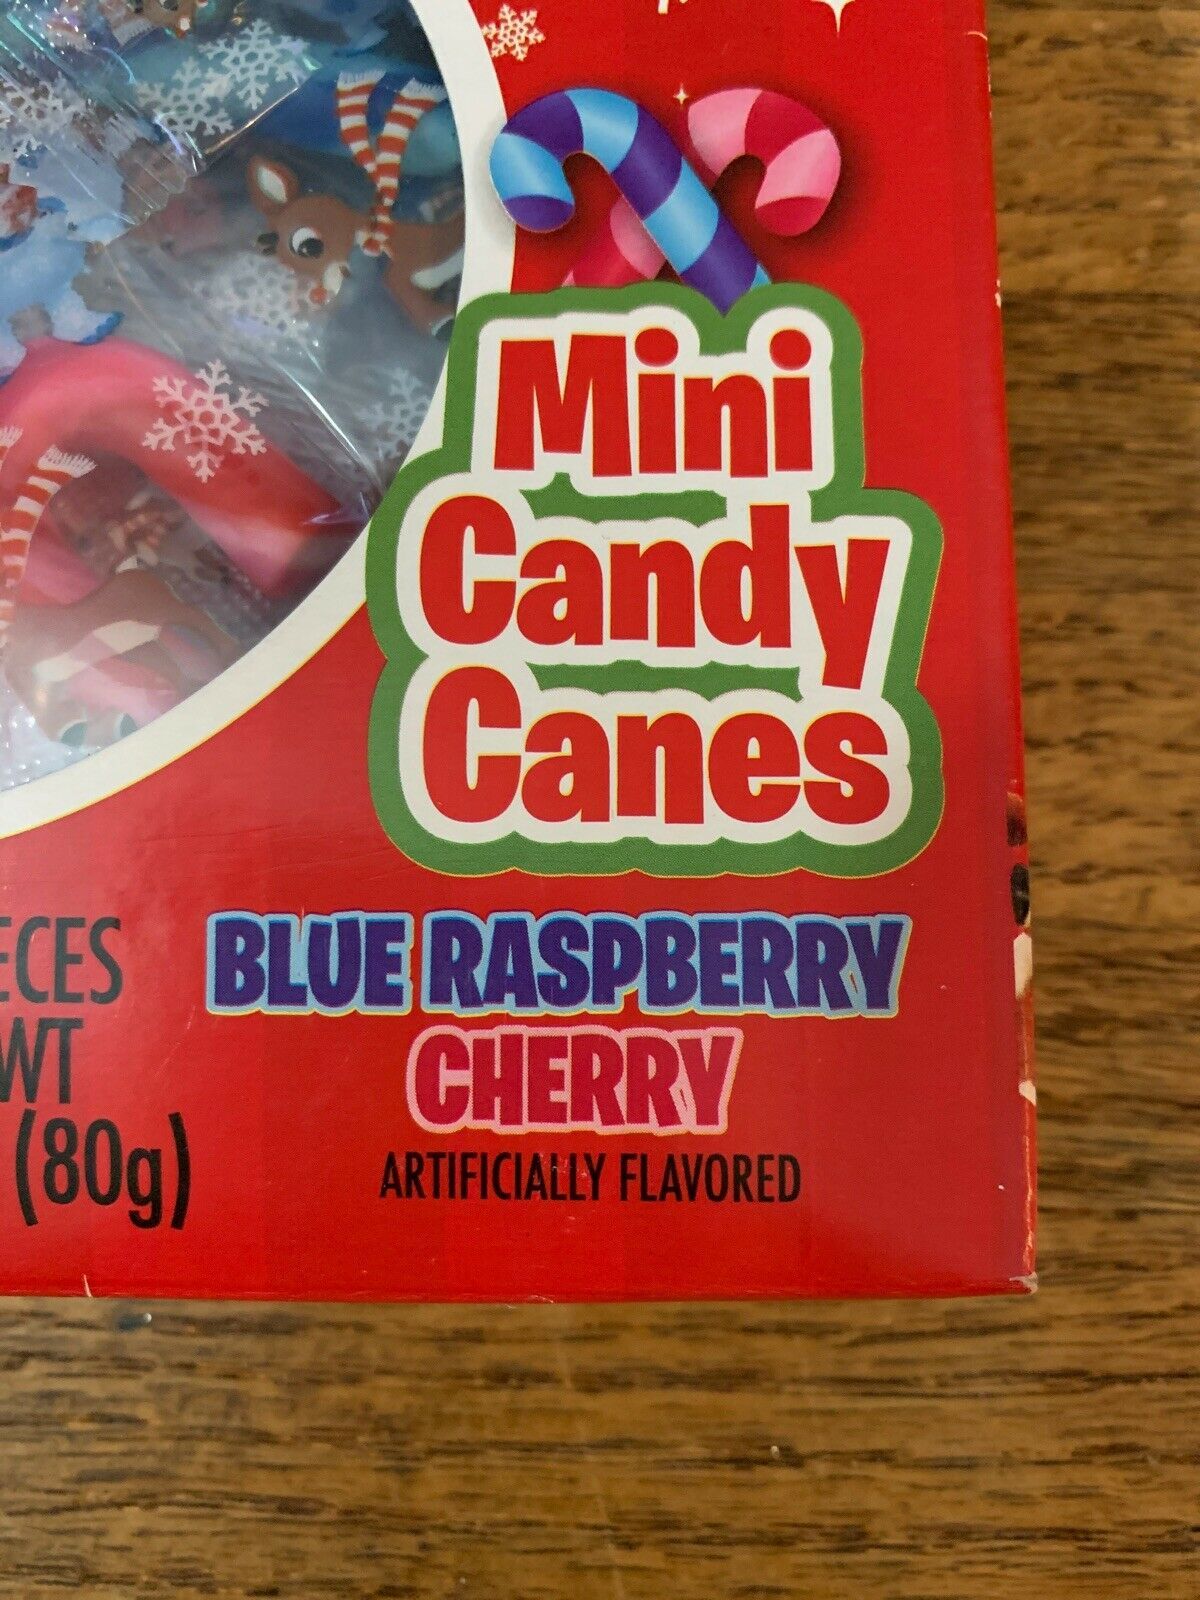 Mini
Candy
Canes
BLUE RASPBERRY
CHERRY
ARTIFICIALLY FLAVORED
ECES
WT
(80g)